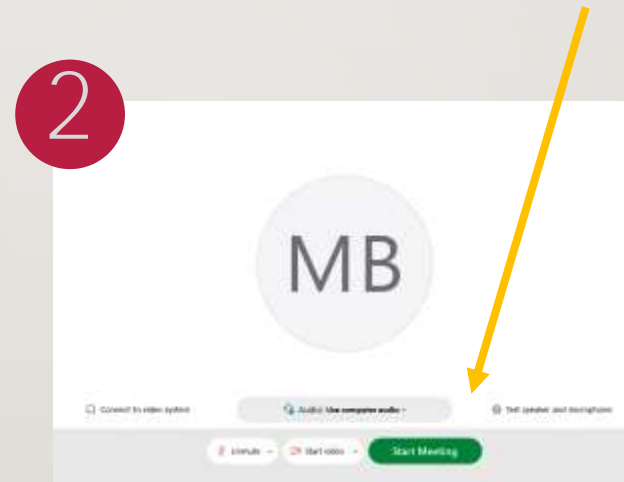 2
MB
Connect to video system
Audio: Use computer audio
Test speaker and microphone
Unmute
Start video
Start Meeting